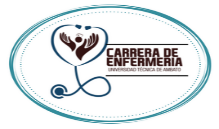 CARRERA DE
ENFERMERIA
UNIVERSIDAD TÉCNICA DE AMBATO